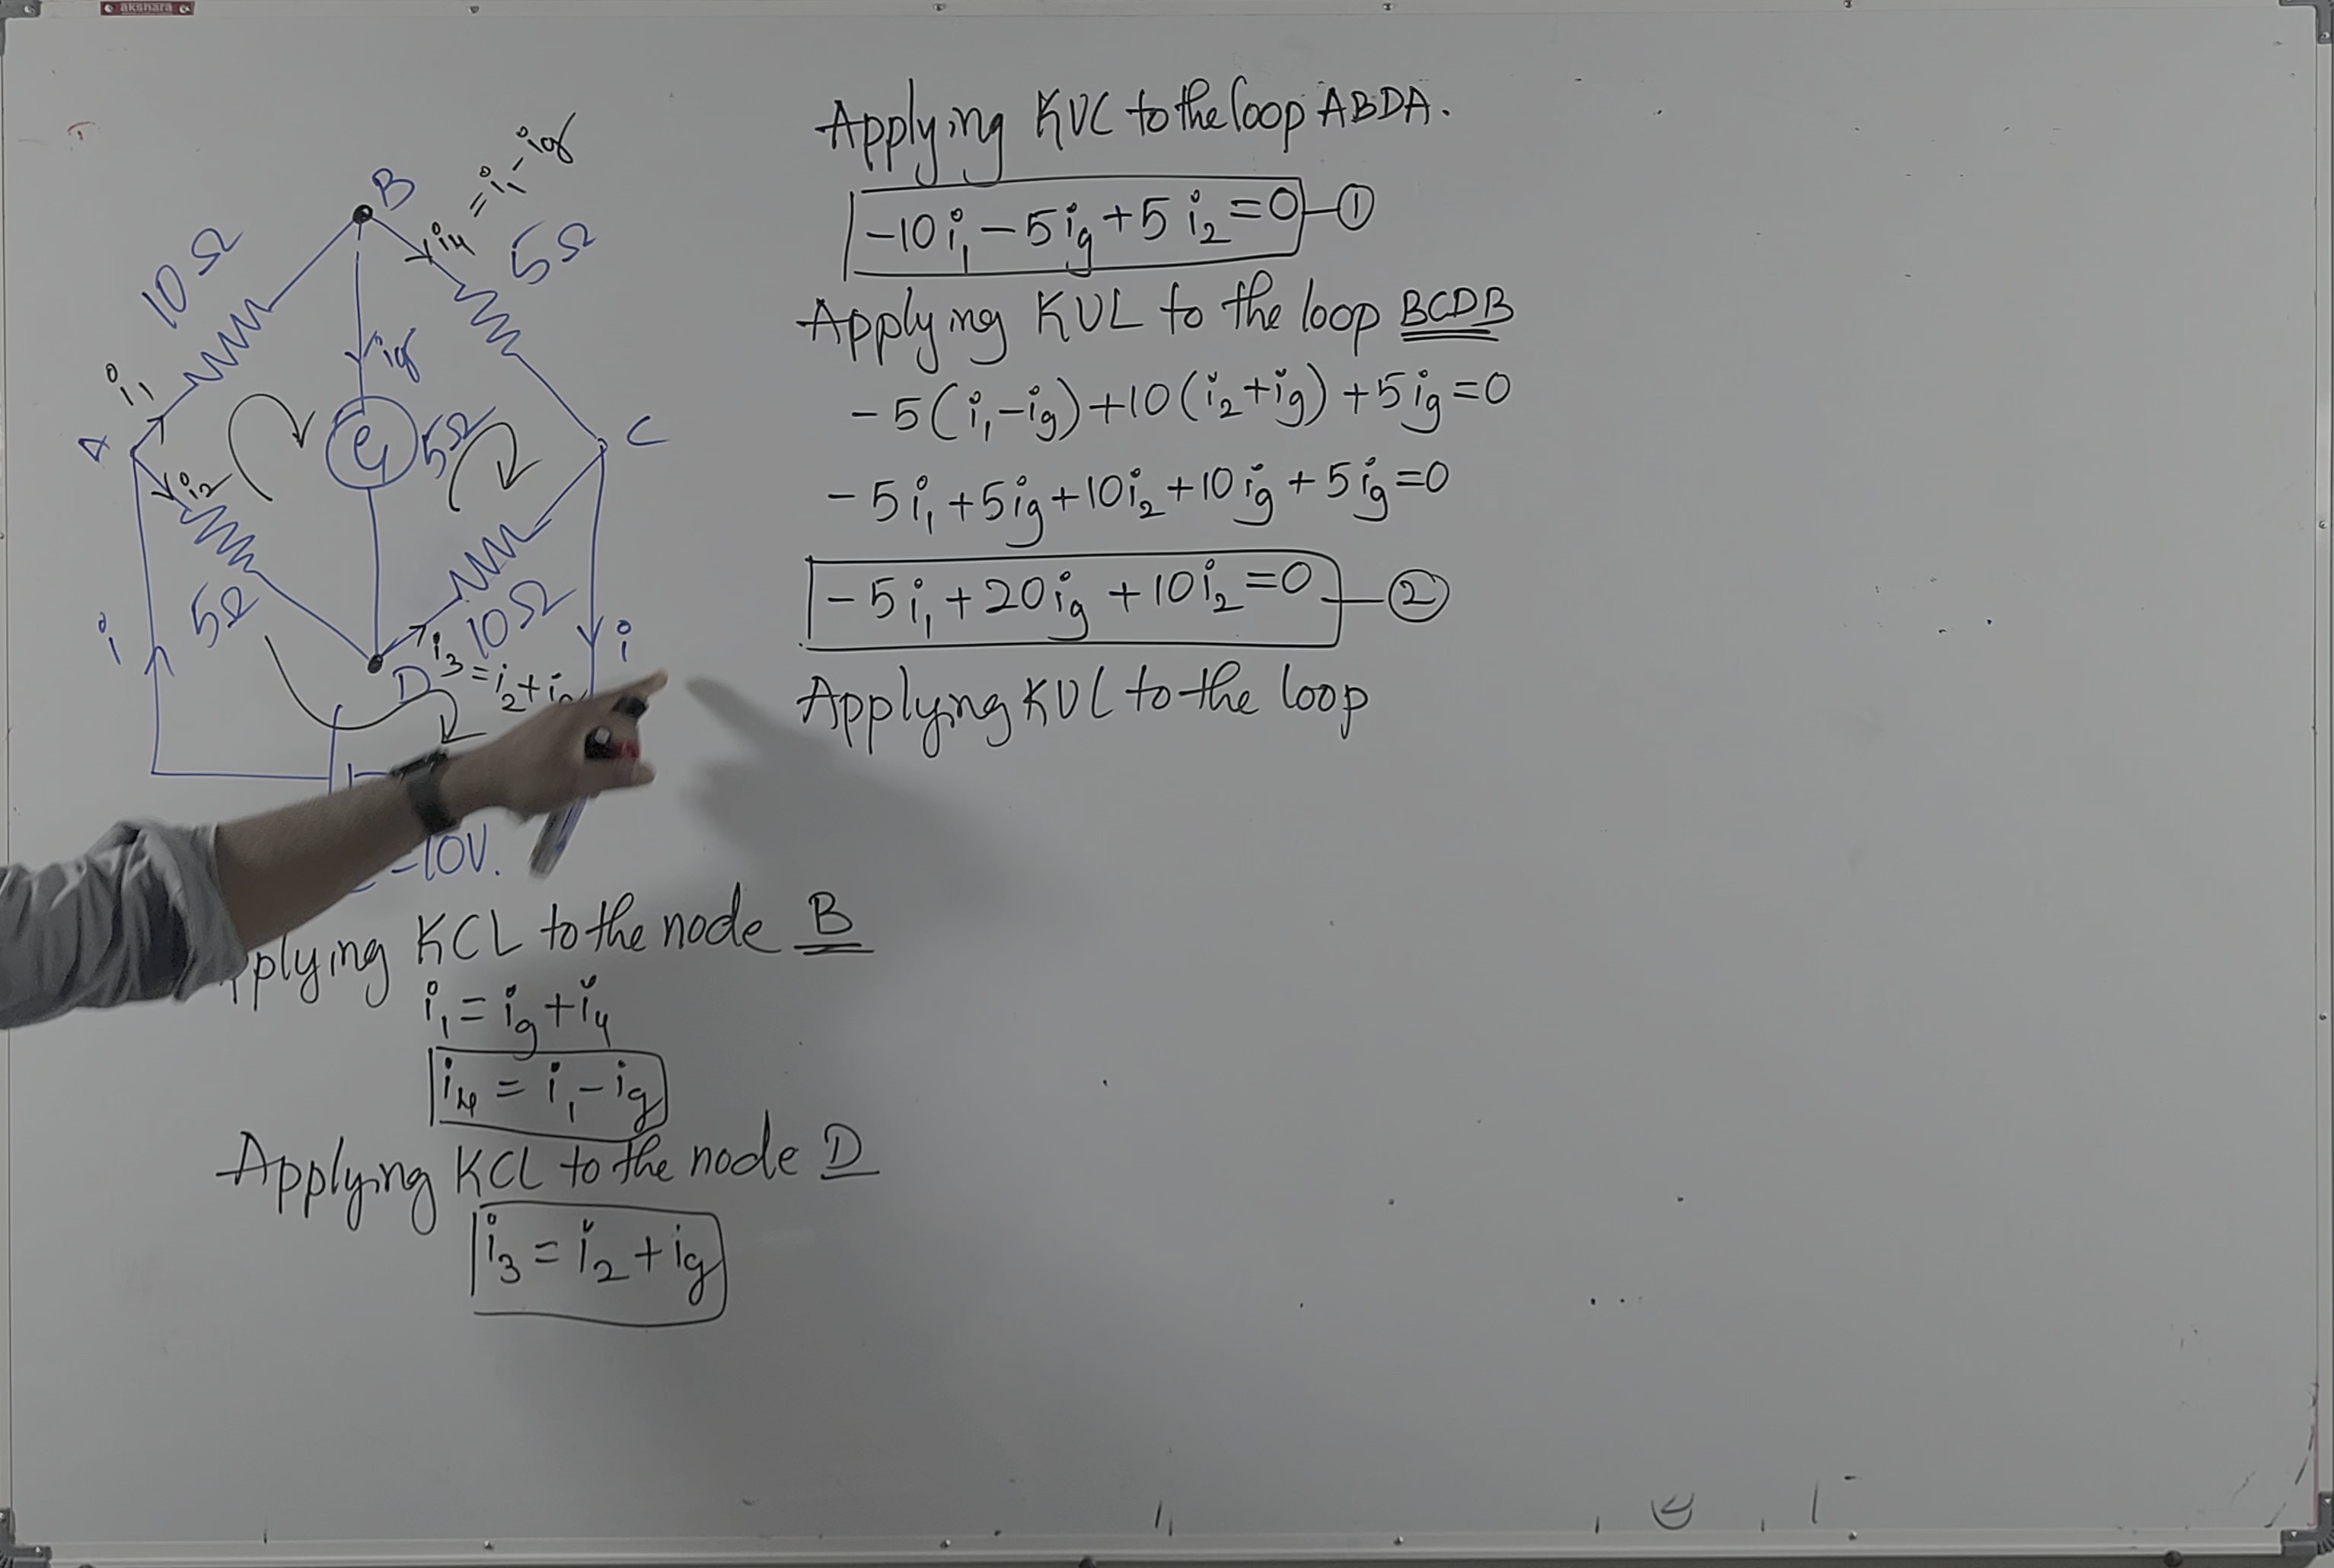 akshara
B
i4 = i1 - ig
10Ω
5Ω
i1
ig
A
G
5Ω
C
i2
5Ω
10Ω
i
i
D
i3 = i2 + i
-10V.
Applying KVL to the loop ABDA.
-10i1 - 5ig + 5i2 = 0 - ①
Applying KVL to the loop BCDB
-5(i1 - ig) + 10(i2 + ig) + 5ig = 0
-5i1 + 5ig + 10i2 + 10ig + 5ig = 0
-5i1 + 20ig + 10i2 = 0 - ②
Applying KVL to the loop
pplying KCL to the node B
i1 = ig + i4
i4 = i1 - ig
Applying KCL to the node D
i3 = i2 + ig